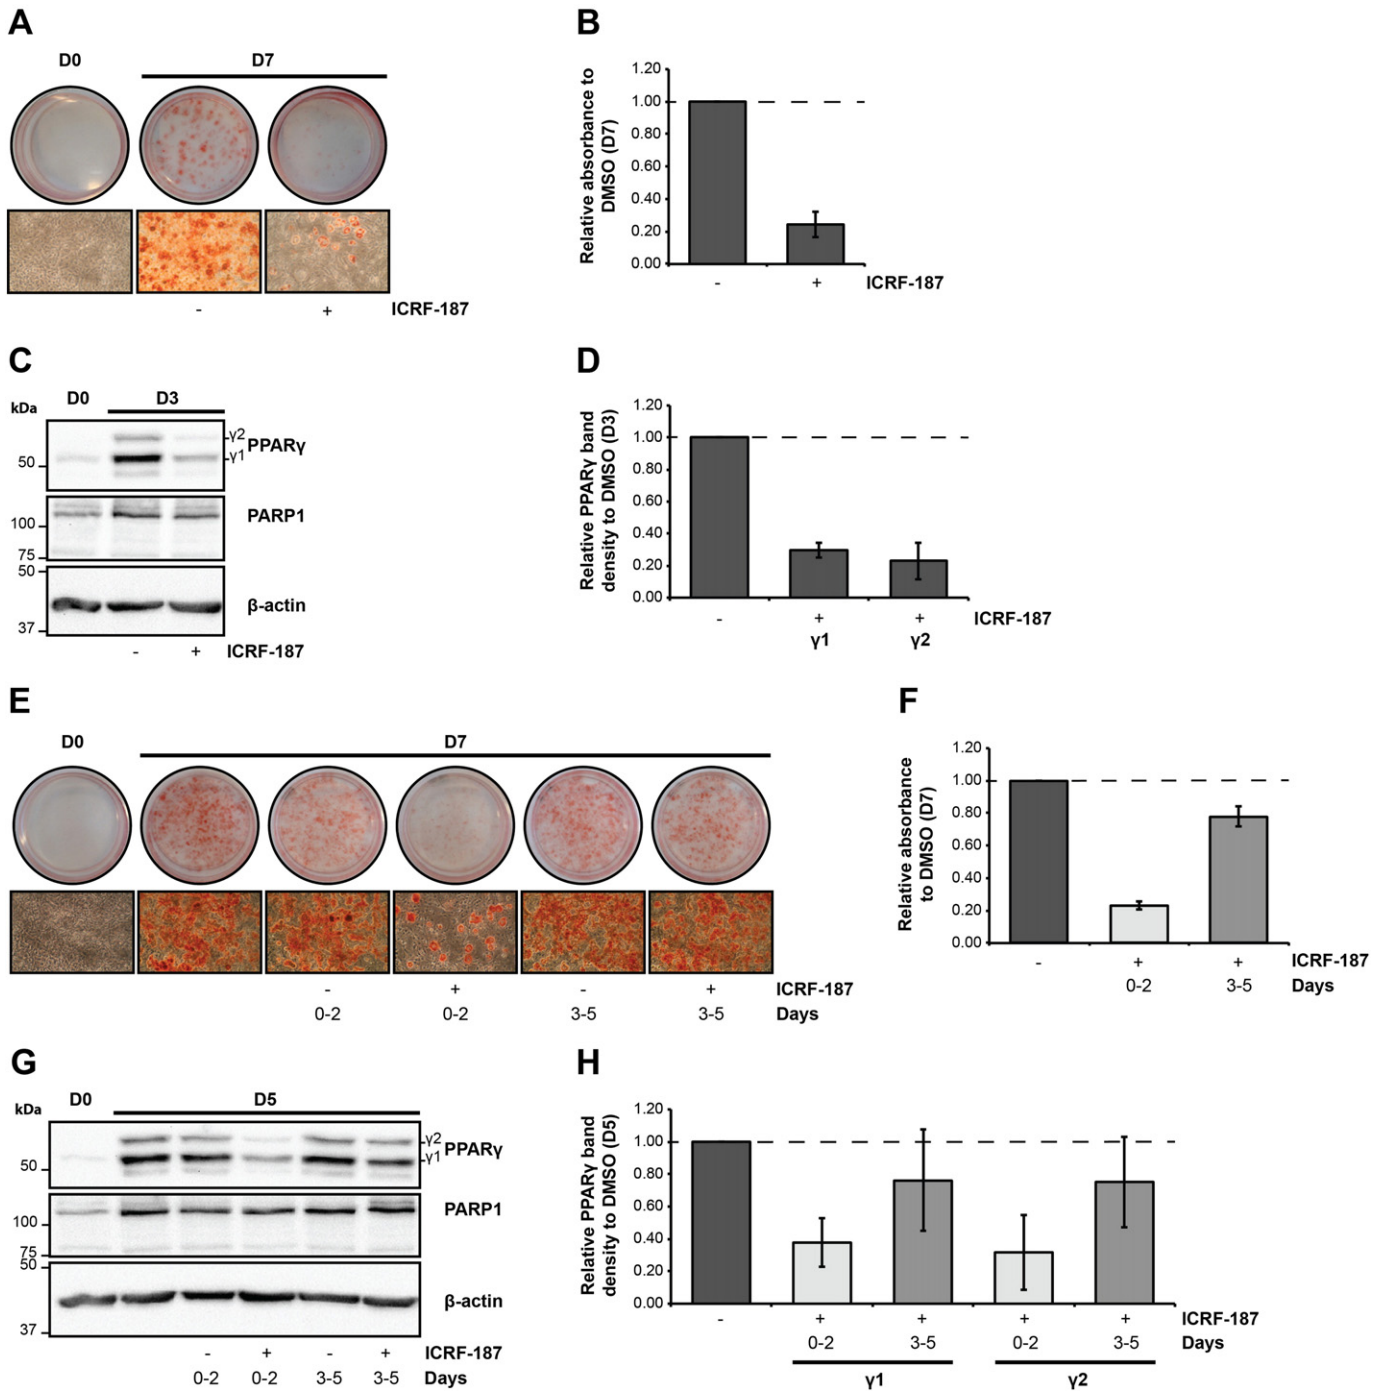 A
D0 D7
- + ICRF-187
B
Relative absorbance to
DMSO (D7)
1.20
1.00
0.80
0.60
0.40
0.20
0.00
- + ICRF-187
C
kDa D0 D3
50
γ2
γ1
PPARγ
100
75
PARP1
50
37
β-actin
- + ICRF-187
D
Relative PPARγ band
density to DMSO (D3)
1.20
1.00
0.80
0.60
0.40
0.20
0.00
- + + ICRF-187
γ1 γ2
E
D0 D7
- + - + ICRF-187
0-2 0-2 3-5 3-5 Days
F
Relative absorbance
to DMSO (D7)
1.20
1.00
0.80
0.60
0.40
0.20
0.00
- + + ICRF-187
0-2 3-5 Days
G
kDa D0 D5
50
γ2
γ1
PPARγ
100
75
PARP1
50
37
β-actin
- + - + ICRF-187
0-2 0-2 3-5 3-5 Days
H
Relative PPARγ band
density to DMSO (D5)
1.20
1.00
0.80
0.60
0.40
0.20
0.00
- + + + + ICRF-187
0-2 3-5 0-2 3-5 Days
γ1 γ2